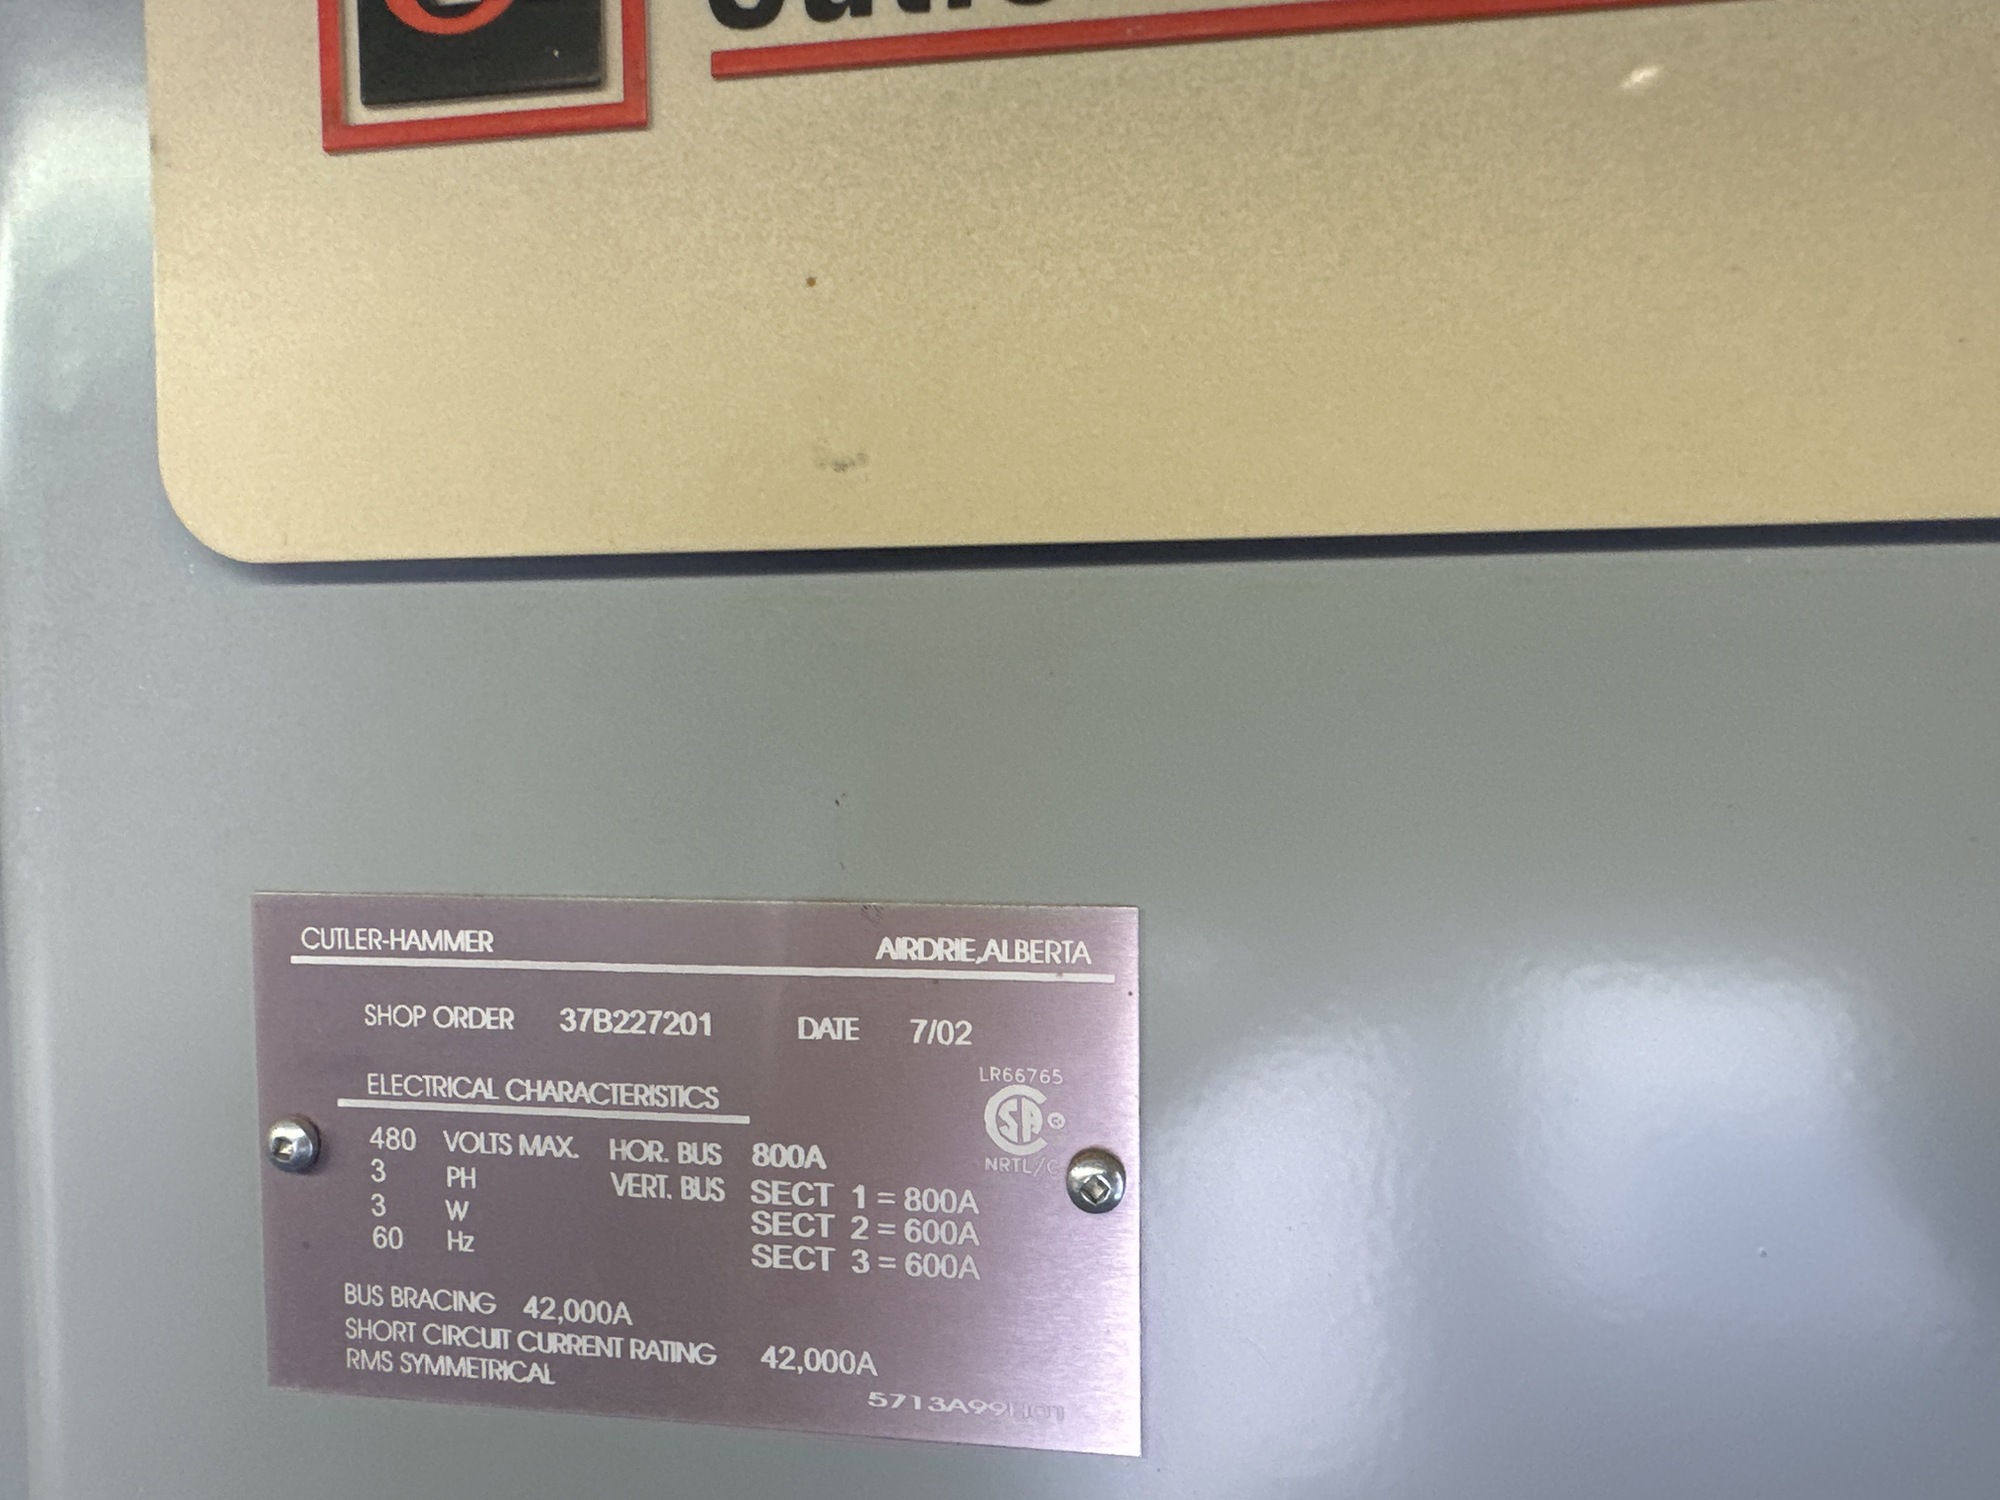 CUTLER-HAMMER AIRDRIE, ALBERTA
SHOP ORDER 37B227201 DATE 7/02
LR66765
ELECTRICAL CHARACTERISTICS
SA ®
NRTL/C
480 VOLTS MAX. HOR. BUS 800A
3 PH VERT. BUS SECT 1 = 800A
3 W SECT 2 = 600A
60 Hz SECT 3 = 600A
BUS BRACING 42,000A
SHORT CIRCUIT CURRENT RATING 42,000A
RMS SYMMETRICAL
5713A99H01